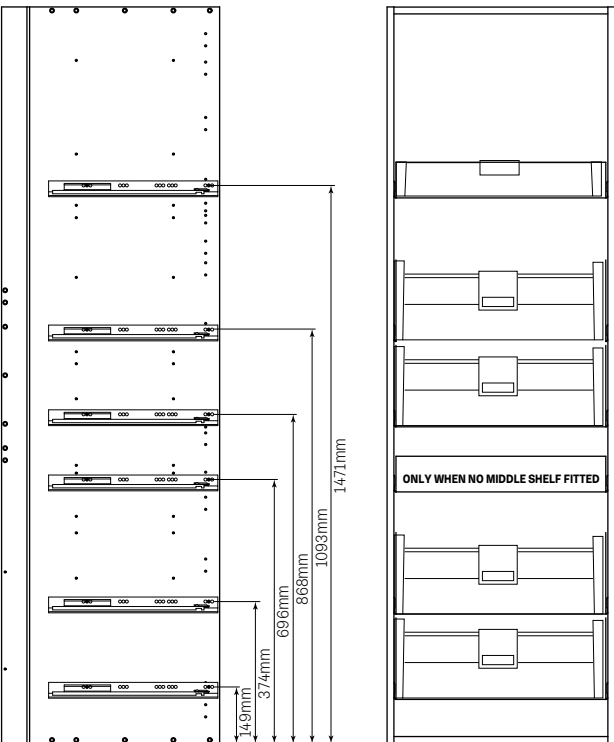 1471mm
1093mm
868mm
696mm
374mm
149mm
ONLY WHEN NO MIDDLE SHELF FITTED